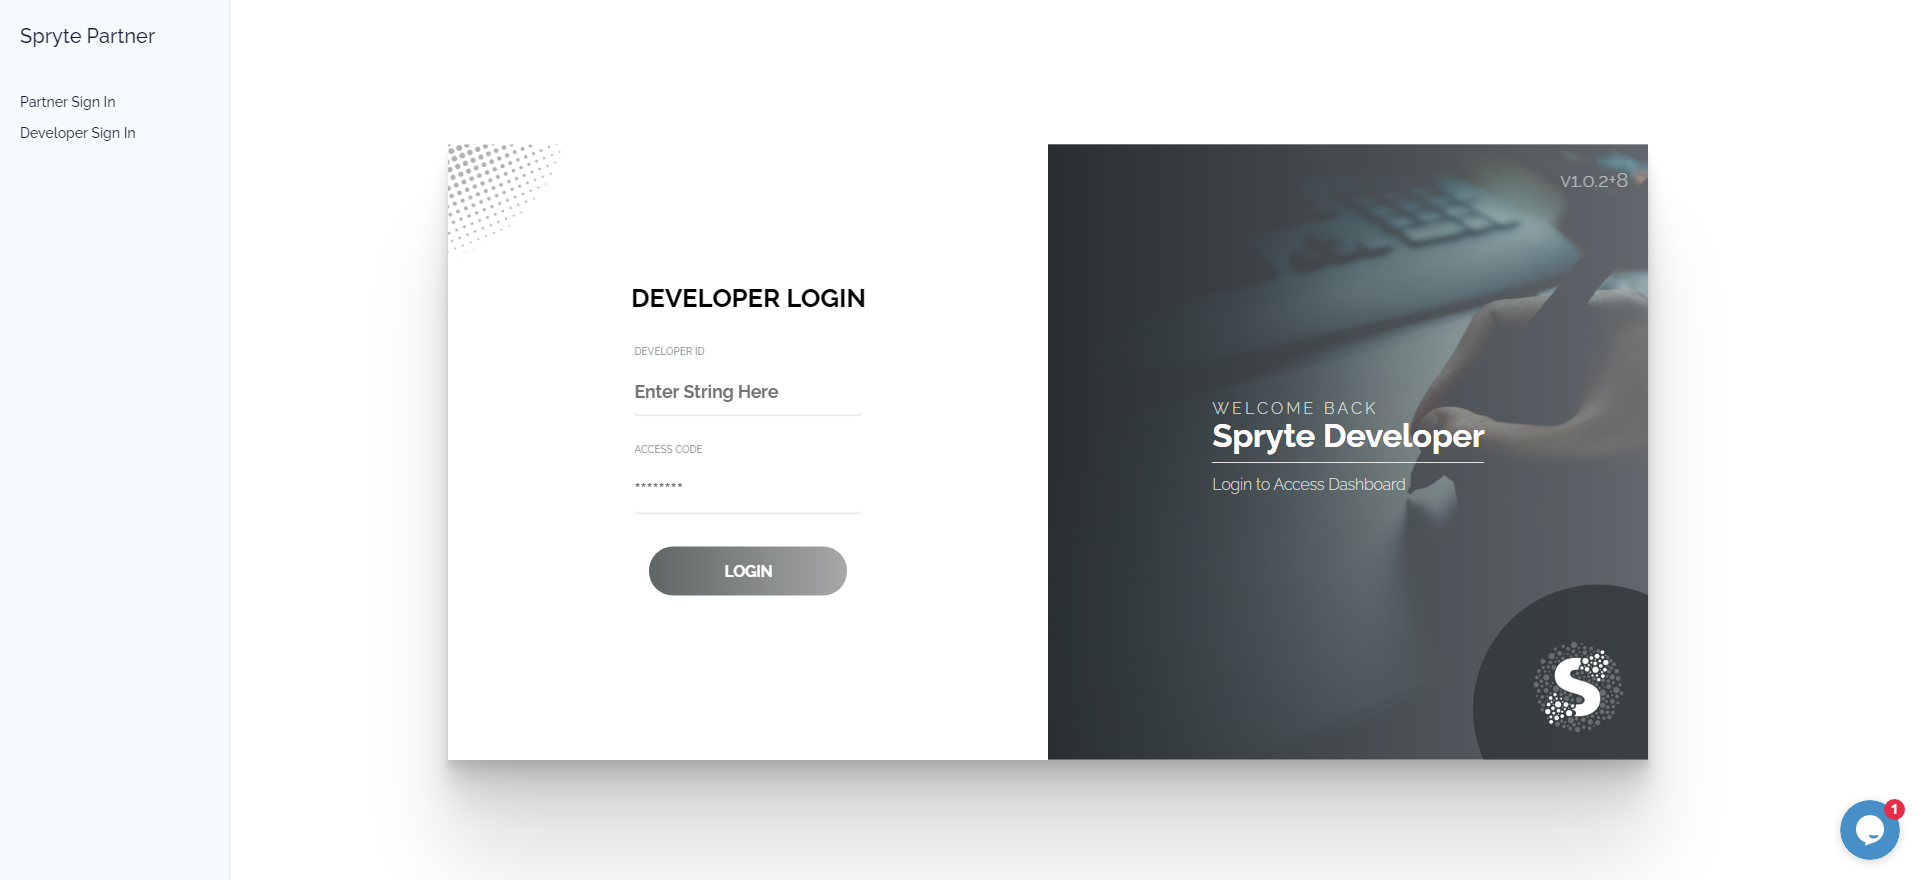 Spryte Partner
Partner Sign In
Developer Sign In
DEVELOPER LOGIN
DEVELOPER ID
Enter String Here
ACCESS CODE
********
LOGIN
v1.0.2+8
WELCOME BACK
Spryte Developer
Login to Access Dashboard
S
1